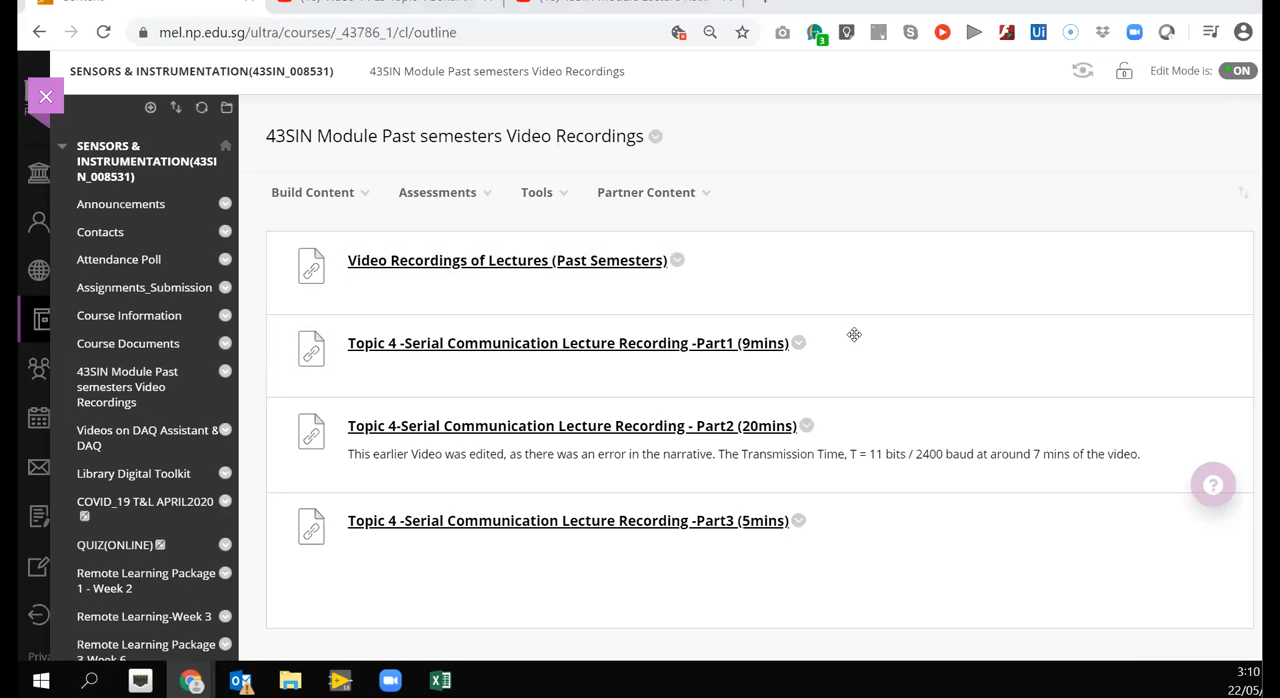 mel.np.edu.sg/ultra/courses/_43786_1/cl/outline
3
Ui
SENSORS & INSTRUMENTATION(43SIN_008531)
43SIN Module Past semesters Video Recordings
Edit Mode is:
ON
SENSORS &
INSTRUMENTATION(43SI
N_008531)
Announcements
Contacts
Attendance Poll
Assignments_Submission
Course Information
Course Documents
43SIN Module Past
semesters Video
Recordings
Videos on DAQ Assistant &
DAQ
Library Digital Toolkit
COVID_19 T&L APRIL2020
QUIZ(ONLINE)
Remote Learning Package
1 - Week 2
Remote Learning-Week 3
Remote Learning Package
3-Week 6
Priva
43SIN Module Past semesters Video Recordings
Build Content
Assessments
Tools
Partner Content
Video Recordings of Lectures (Past Semesters)
Topic 4 -Serial Communication Lecture Recording -Part1 (9mins)
Topic 4-Serial Communication Lecture Recording - Part2 (20mins)
This earlier Video was edited, as there was an error in the narrative. The Transmission Time, T = 11 bits / 2400 baud at around 7 mins of the video.
Topic 4 -Serial Communication Lecture Recording -Part3 (5mins)
?
3:10
22/05/